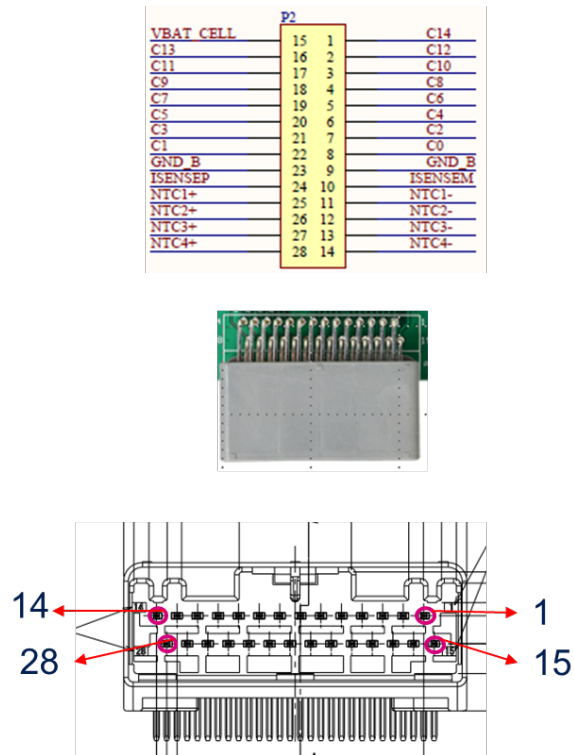 P2
VBAT CELL 15 1 C14
C13 16 2 C12
C11 17 3 C10
C9 18 4 C8
C7 19 5 C6
C5 20 6 C4
C3 21 7 C2
C1 22 8 C0
GND_B 23 9 GND_B
ISENSEP 24 10 ISENSEM
NTC1+ 25 11 NTC1-
NTC2+ 26 12 NTC2-
NTC3+ 27 13 NTC3-
NTC4+ 28 14 NTC4-
14 14 1 1
28 28 15 15